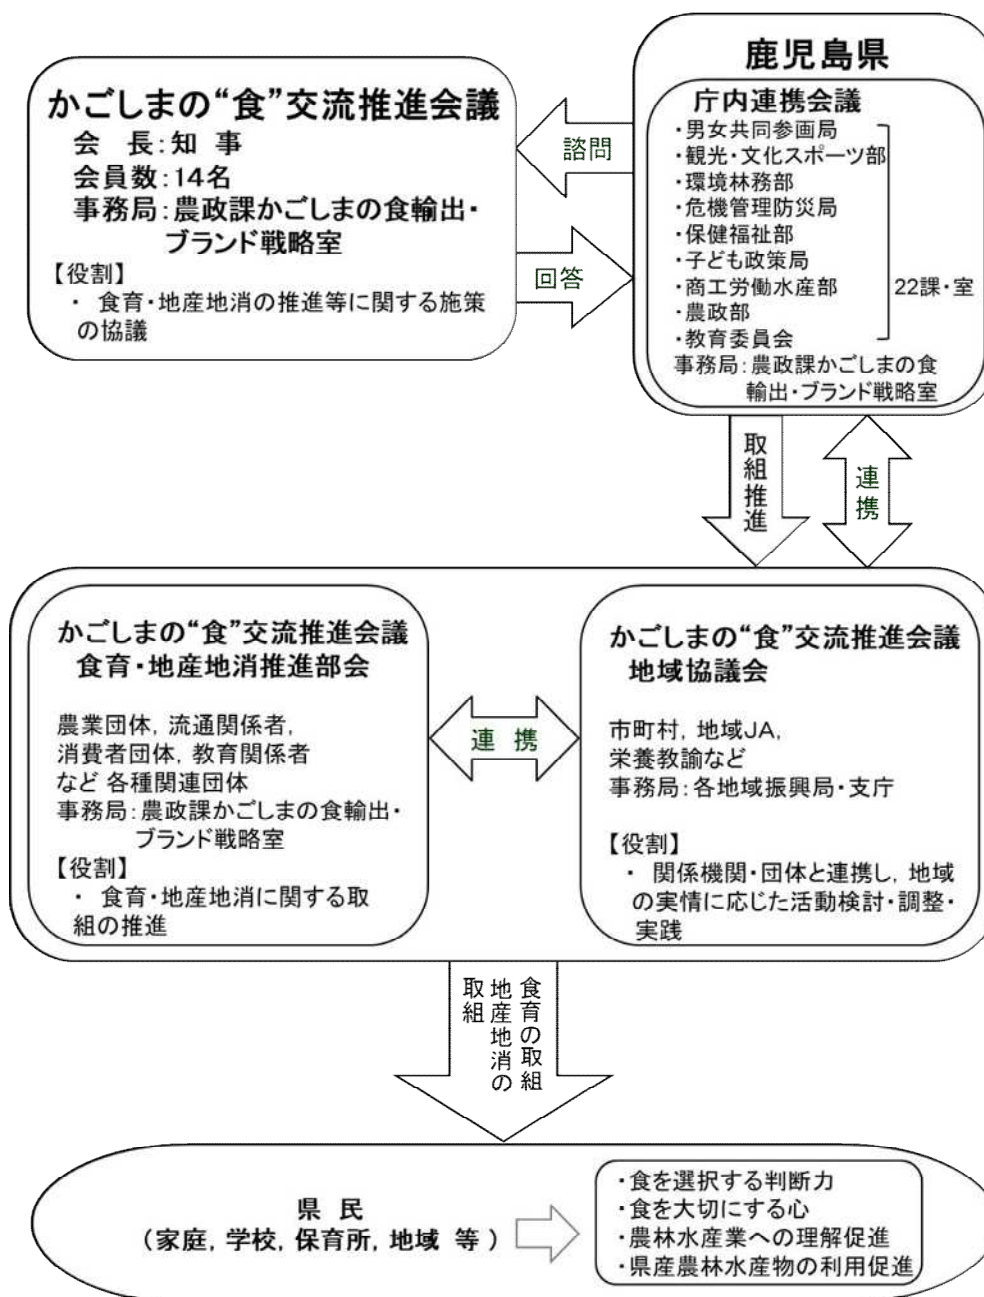 かごしまの“食”交流推進会議
会　長：知　事
会員数：14名
事務局：農政課かごしまの食輸出・
ブランド戦略室
【役割】
・ 食育・地産地消の推進等に関する施策
の協議
諮問
回答
鹿児島県
庁内連携会議
・男女共同参画局
・観光・文化スポーツ部
・環境林務部
・危機管理防災局
・保健福祉部
・子ども政策局
・商工労働水産部
・農政部
・教育委員会
22課・室
事務局：農政課かごしまの食
輸出・ブランド戦略室
取組推進
連携
かごしまの“食”交流推進会議
食育・地産地消推進部会
農業団体，流通関係者，
消費者団体，教育関係者
など 各種関連団体
事務局：農政課かごしまの食輸出・
ブランド戦略室
【役割】
・ 食育・地産地消に関する取
組の推進
連 携
かごしまの“食”交流推進会議
地域協議会
市町村，地域JA，
栄養教諭など
事務局：各地域振興局・支庁
【役割】
・ 関係機関・団体と連携し，地域
の実情に応じた活動検討・調整・
実践
食育の取組
地産地消の
取組
県 民
（家庭，学校，保育所，地域 等 ）
・食を選択する判断力
・食を大切にする心
・農林水産業への理解促進
・県産農林水産物の利用促進